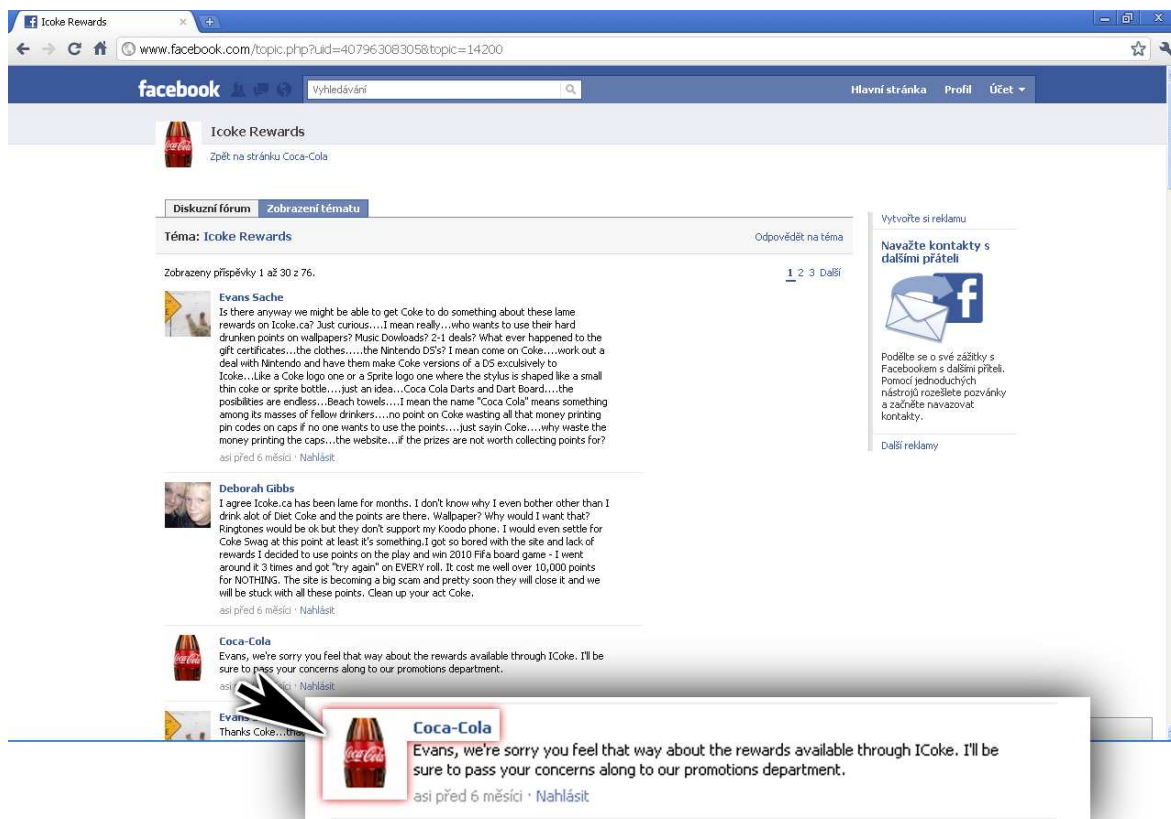 Icoke Rewards
www.facebook.com/topic.php?uid=40796308305&topic=14200
facebook
Vyhledávání
Hlavní stránka Profil Účet
Icoke Rewards
Zpět na stránku Coca-Cola
Diskuzní fórum Zobrazení tématu
Téma: Icoke Rewards
Odpovědět na téma
Zobrazeny příspěvky 1 až 30 z 76.
1 2 3 Další
Evans Sache
Is there anyway we might be able to get Coke to do something about these lame
rewards on Icoke.ca? Just curious....I mean really...who wants to use their hard
drunken points on wallpapers? Music Dowloads? 2-1 deals? What ever happened to the
gift certificates...the clothes.....the Nintendo DS's? I mean come on Coke....work out a
deal with Nintendo and have them make Coke versions of a DS exculsively to
Icoke...Like a Coke logo one or a Sprite logo one where the stylus is shaped like a small
thin coke or sprite bottle....just an idea...Coca Cola Darts and Dart Board....the
posibilities are endless...Beach towels....I mean the name "Coca Cola" means something
among its masses of fellow drinkers....no point on Coke wasting all that money printing
pin codes on caps if no one wants to use the points....just sayin Coke....why waste the
money printing the caps...the website...if the prizes are not worth collecting points for?
asi před 6 měsíci · Nahlásit
Deborah Gibbs
I agree Icoke.ca has been lame for months. I don't know why I even bother other than I
drink alot of Diet Coke and the points are there. Wallpaper? Why would I want that?
Ringtones would be ok but they don't support my Koodo phone. I would even settle for
Coke Swag at this point at least it's something.I got so bored with the site and lack of
rewards I decided to use points on the play and win 2010 Fifa board game - I went
around it 3 times and got "try again" on EVERY roll. It cost me well over 10,000 points
for NOTHING. The site is becoming a big scam and pretty soon they will close it and we
will be stuck with all these points. Clean up your act Coke.
asi před 6 měsíci · Nahlásit
Coca-Cola
Evans, we're sorry you feel that way about the rewards available through ICoke. I'll be
sure to pass your concerns along to our promotions department.
asi Nahlásit
Evans
Thanks Coke...
Vytvořte si reklamu
Navažte kontakty s
dalšími přáteli
Podělte se o své zážitky s
Facebookem s dalšími příteli.
Pomocí jednoduchých
nástrojů rozešlete pozvánky
a začněte navazovat
kontakty.
Další reklamy
Coca-Cola
Evans, we're sorry you feel that way about the rewards available through ICoke. I'll be
sure to pass your concerns along to our promotions department.
asi před 6 měsíci · Nahlásit